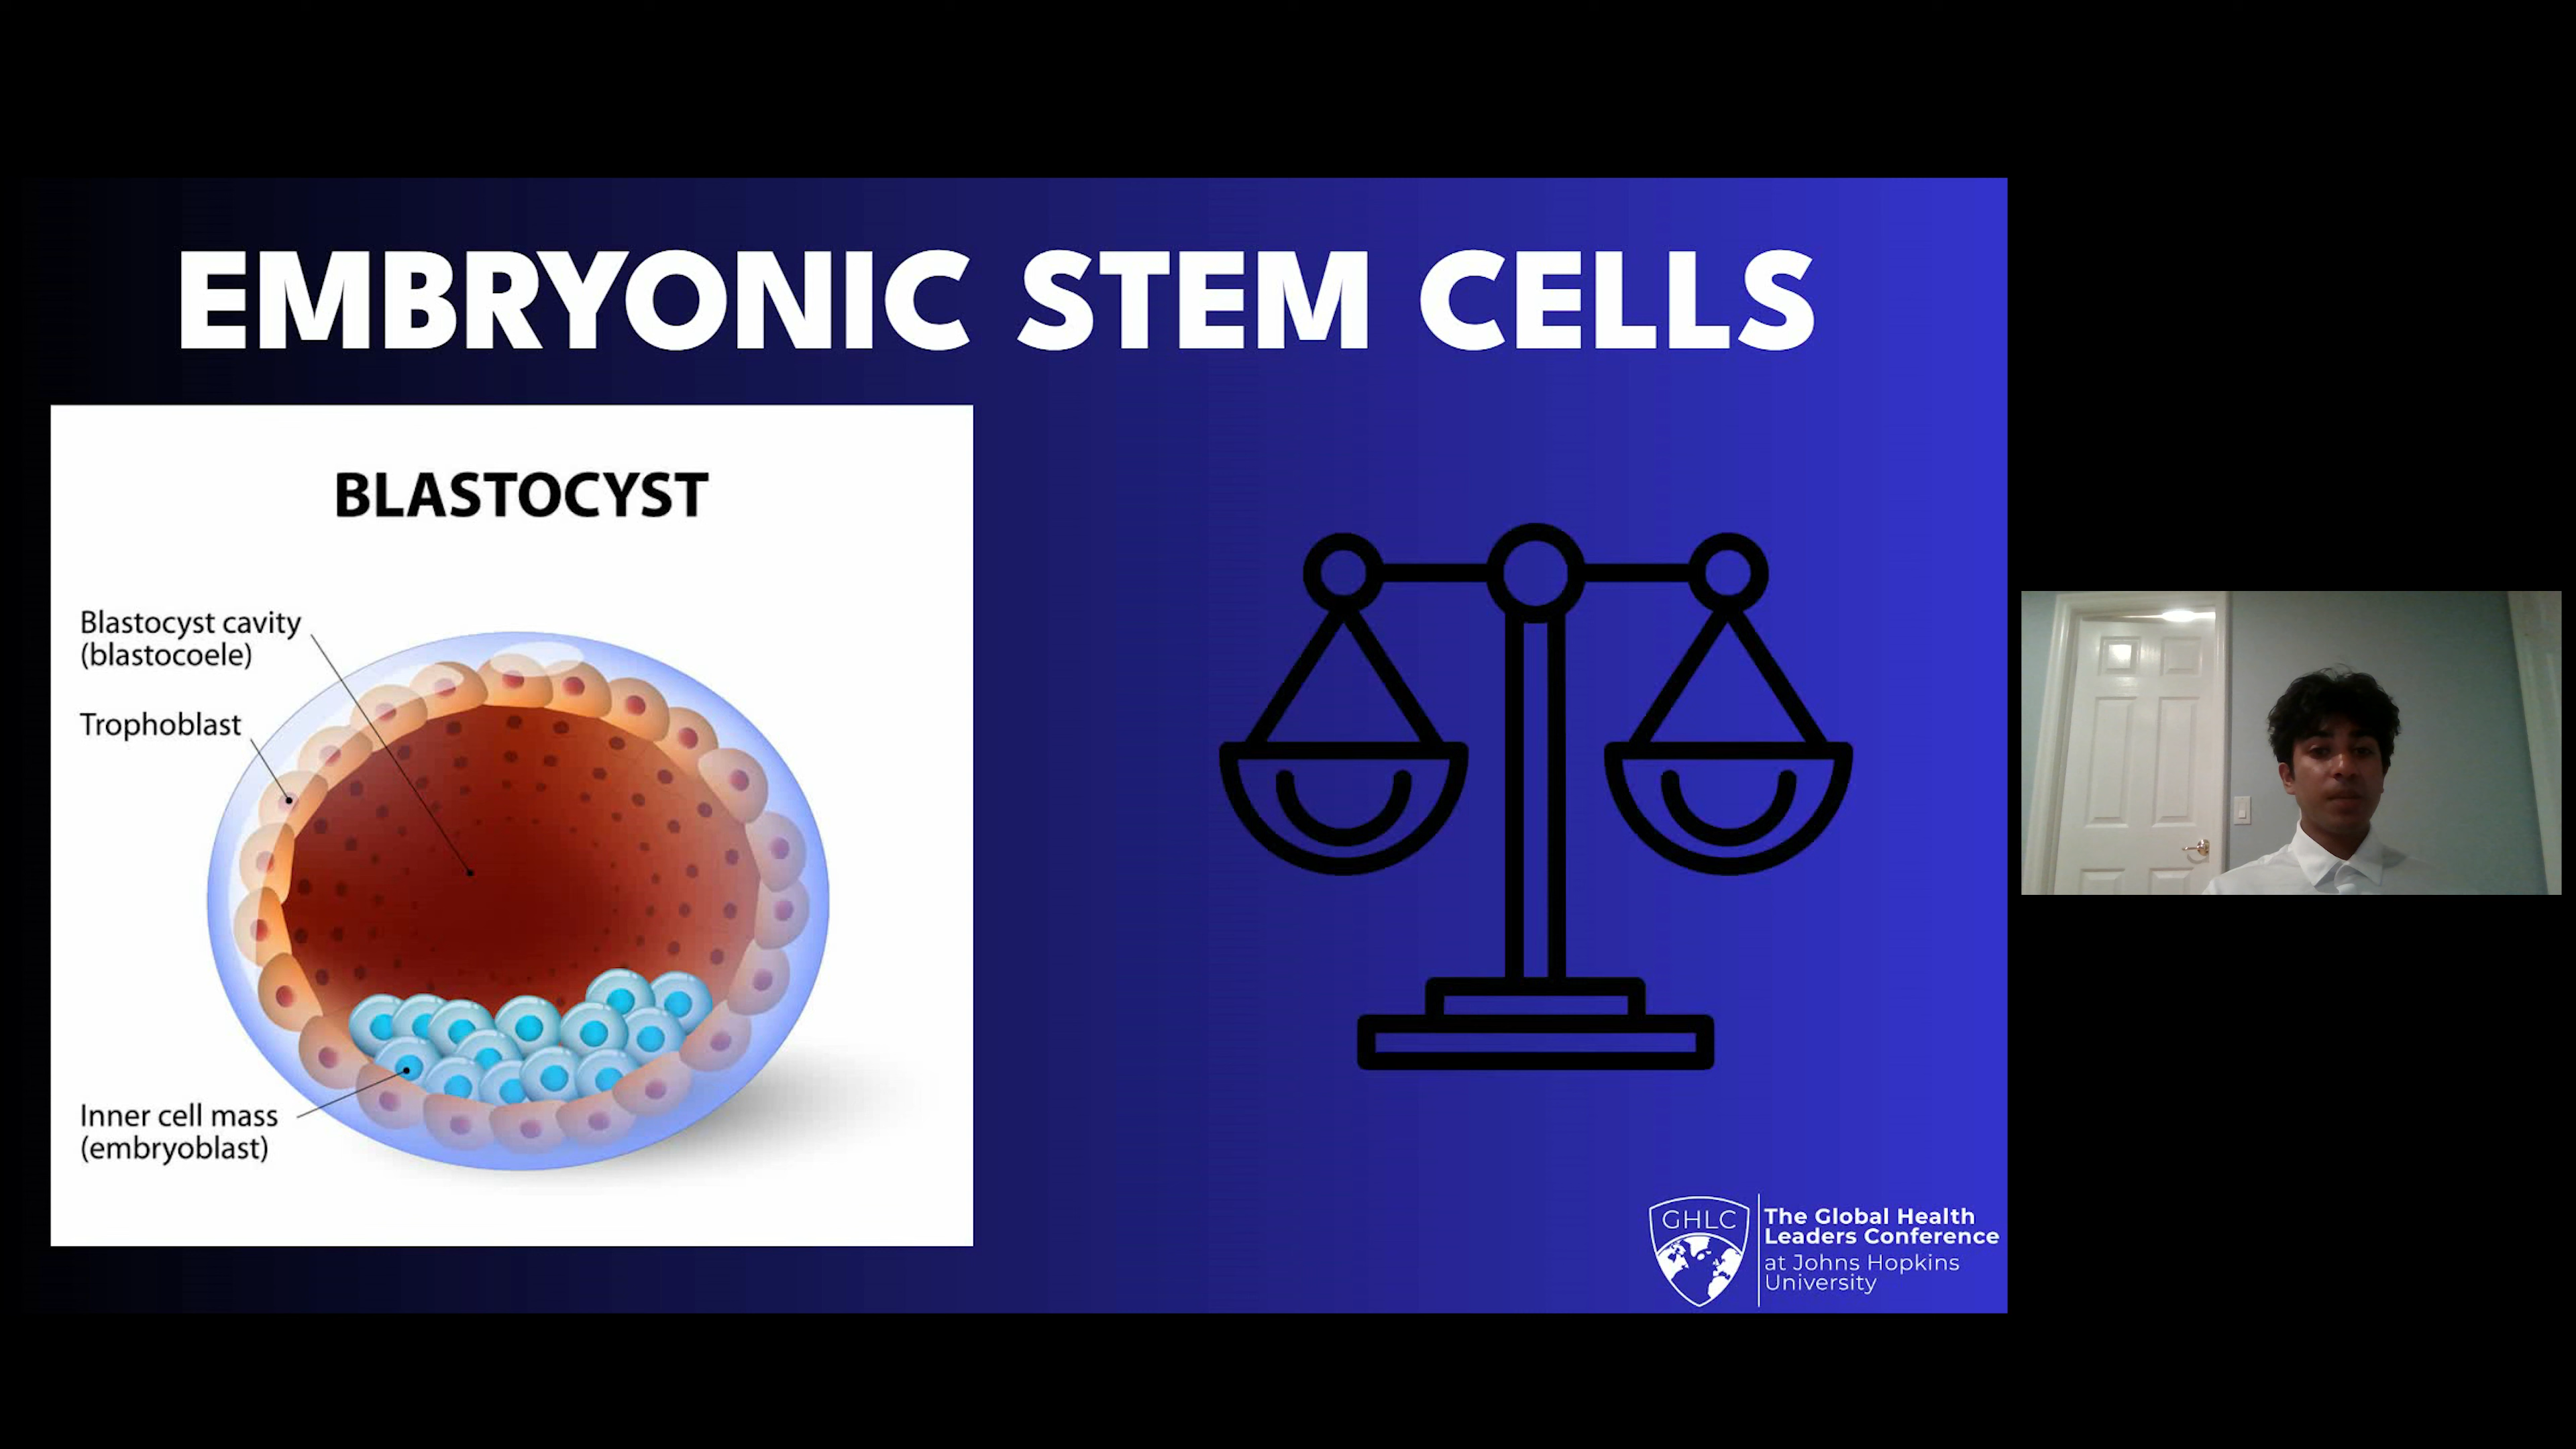 EMBRYONIC STEM CELLS
BLASTOCYST
Blastocyst cavity
(blastocoele)
Trophoblast
Inner cell mass
(embryoblast)
GHLC
The Global Health
Leaders Conference
at Johns Hopkins
University